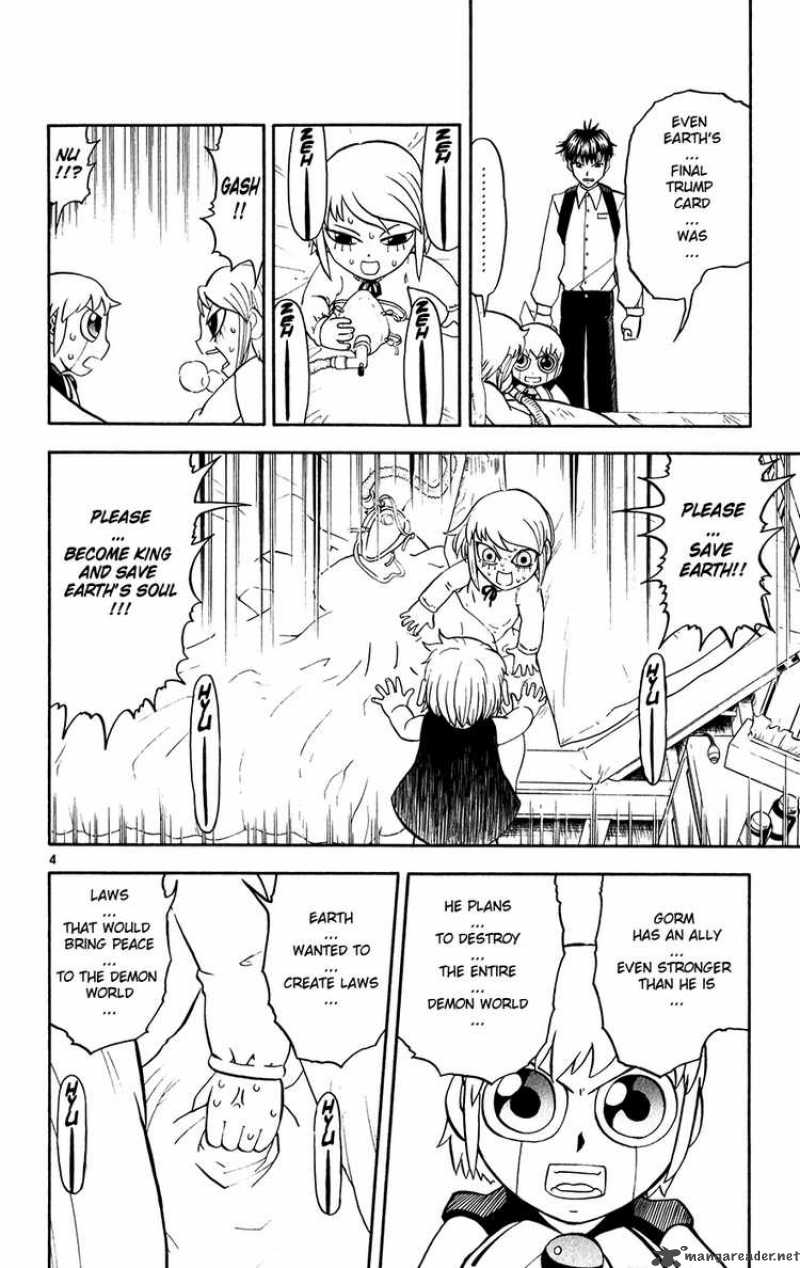 EVEN
EARTH'S
...
FINAL
TRUMP
CARD
...
WAS
...
........
ZEH
ZEH
ZEH
ZEH
GASH
!!
NU
!!?
PLEASE
...
SAVE
EARTH!!
PLEASE
...
BECOME KING
AND SAVE
EARTH'S SOUL
!!!
HYU
HYU
4
GORM
HAS AN ALLY
...
EVEN STRONGER
THAN HE IS
...
HE PLANS
...
TO DESTROY
...
THE ENTIRE
...
DEMON WORLD
...
EARTH
...
WANTED TO
...
CREATE LAWS
...
LAWS
...
THAT WOULD
BRING PEACE
...
TO THE DEMON
WORLD
...
HYU
HYU
mangareader.net